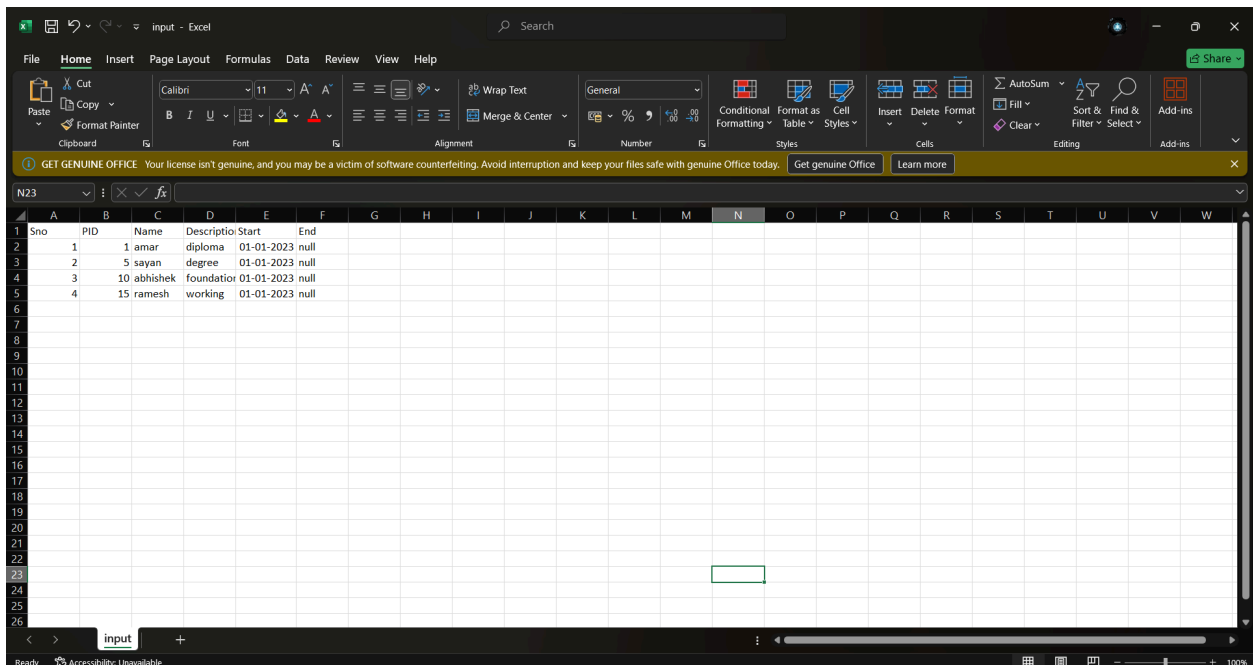 input - Excel
Search
File Home Insert Page Layout Formulas Data Review View Help
Share
Paste
Cut
Copy
Format Painter
Clipboard
Calibri 11 A^ A˅
B I U A
Font
Wrap Text
Merge & Center
Alignment
General
% 9 .00 .00
Number
Conditional Formatting
Format as Table
Cell Styles
Styles
Insert Delete Format
Cells
AutoSum
Fill
Clear
Sort & Filter
Find & Select
Editing
Add-ins
Add-ins
GET GENUINE OFFICE Your license isn't genuine, and you may be a victim of software counterfeiting. Avoid interruption and keep your files safe with genuine Office today. Get genuine Office Learn more
N23 fx
A B C D E F G H I J K L M N O P Q R S T U V W
1 Sno PID Name Descriptio Start End
2 1 1 amar diploma 01-01-2023 null
3 2 5 sayan degree 01-01-2023 null
4 3 10 abhishek foundation 01-01-2023 null
5 4 15 ramesh working 01-01-2023 null
6
7
8
9
10
11
12
13
14
15
16
17
18
19
20
21
22
23
24
25
26
input
Ready Accessibility: Unavailable 100%